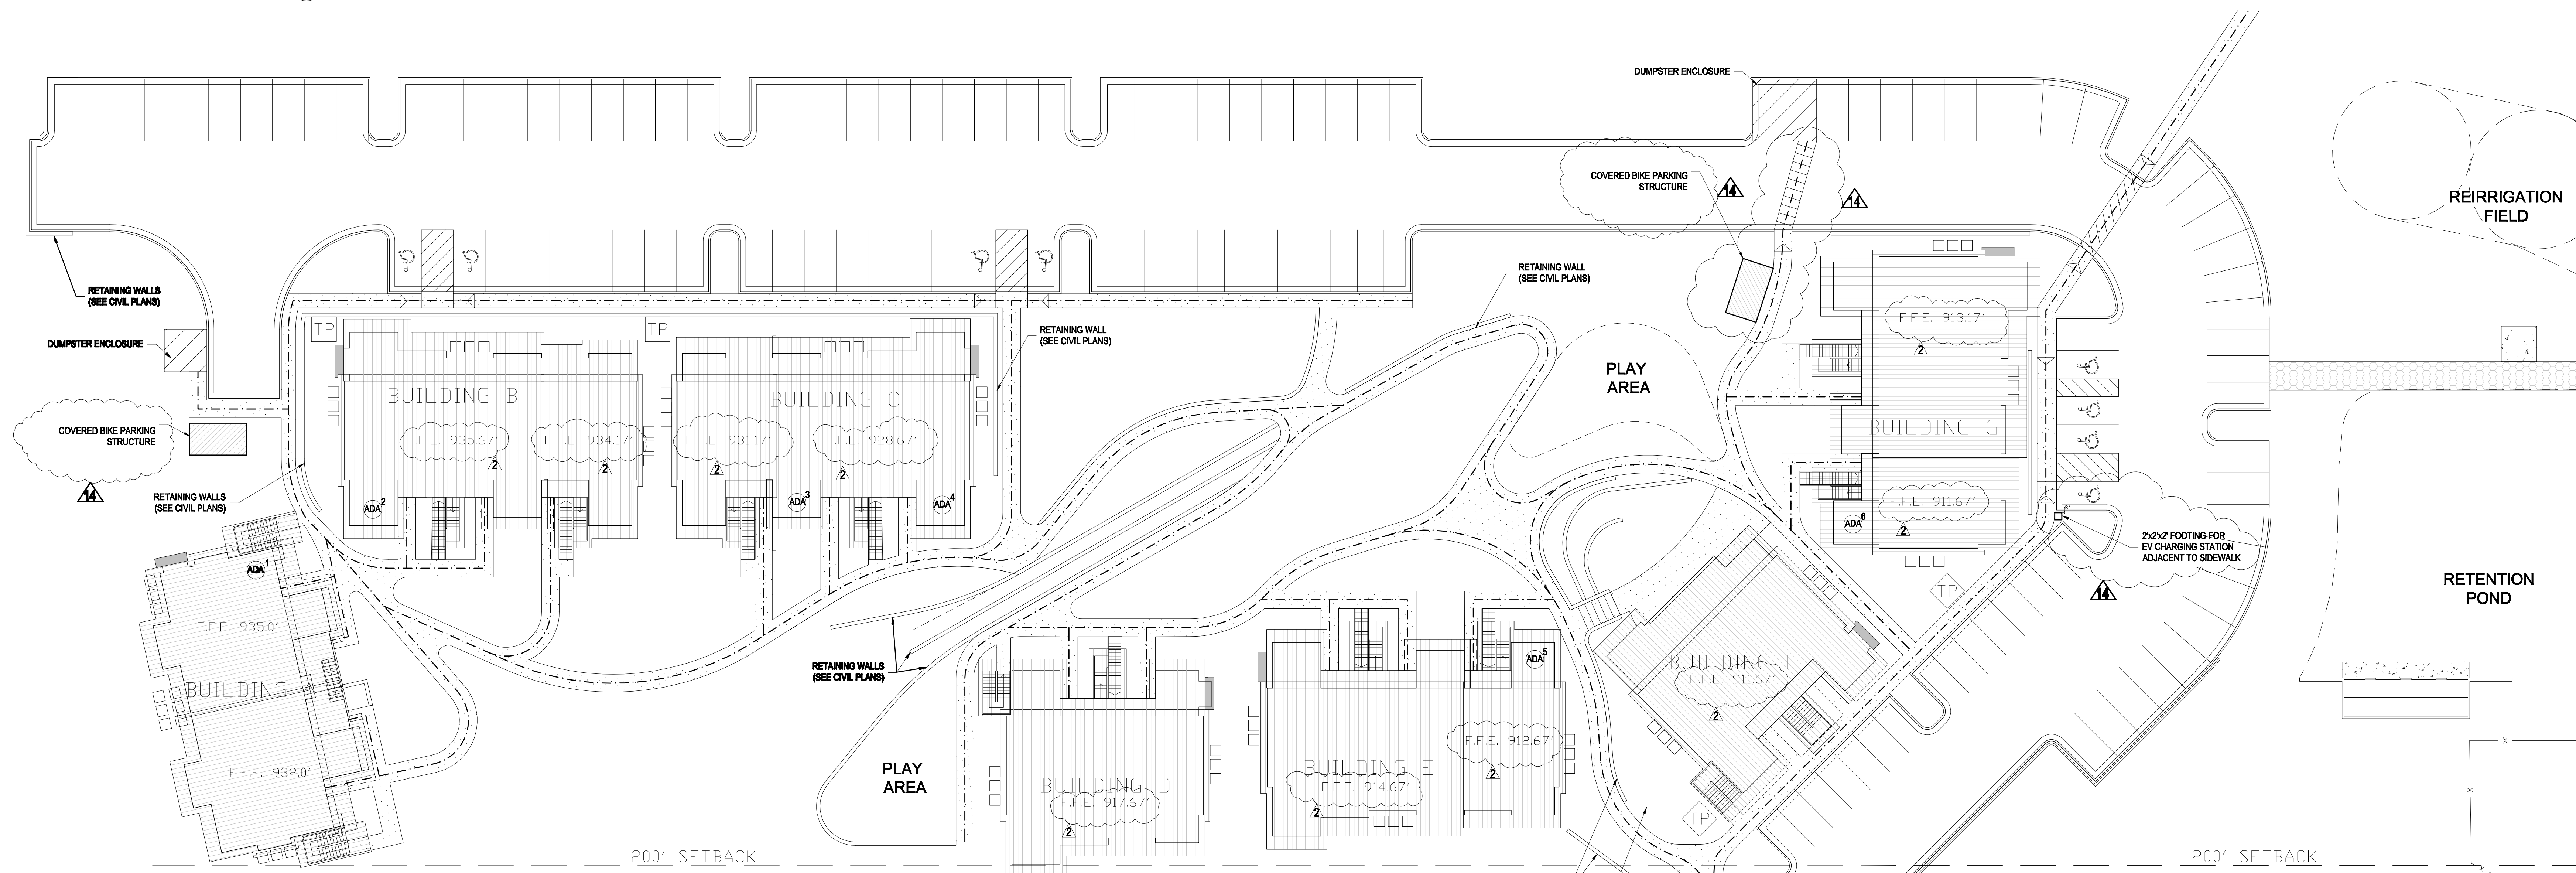 DUMPSTER ENCLOSURE
COVERED BIKE PARKING
STRUCTURE
14
14
REIRRIGATION
FIELD
RETAINING WALLS
(SEE CIVIL PLANS)
RETAINING WALL
(SEE CIVIL PLANS)
DUMPSTER ENCLOSURE
TP
TP
RETAINING WALL
(SEE CIVIL PLANS)
F.F.E. 913.17'
2
PLAY
AREA
BUILDING B
BUILDING C
COVERED BIKE PARKING
STRUCTURE
14
F.F.E. 935.67'
2
F.F.E. 934.17'
2
F.F.E. 931.17'
2
F.F.E. 928.67'
2
BUILDING G
RETAINING WALLS
(SEE CIVIL PLANS)
ADA 2
ADA 3
ADA 4
F.F.E. 911.67'
2
ADA 6
2'x2'x2' FOOTING FOR
EV CHARGING STATION
ADJACENT TO SIDEWALK
14
RETENTION
POND
ADA 1
TP
F.F.E. 935.0'
BUILDING A
F.F.E. 932.0'
RETAINING WALLS
(SEE CIVIL PLANS)
ADA 5
BUILDING F
F.F.E. 911.67'
2
PLAY
AREA
BUILDING D
F.F.E. 917.67'
2
BUILDING E
F.F.E. 914.67'
2
F.F.E. 912.67'
2
TP
X
X
X
200' SETBACK
200' SETBACK